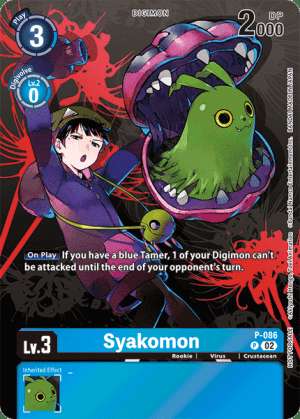 DIGIMON
Play
3
DP
2000
Digivolve
Lv.2
0
On Play If you have a blue Tamer, 1 of your Digimon can't
be attacked until the end of your opponent's turn.
P-086
Lv.3
Syakomon
P 02
Rookie | Virus | Crustacean
Inherited Effect
-